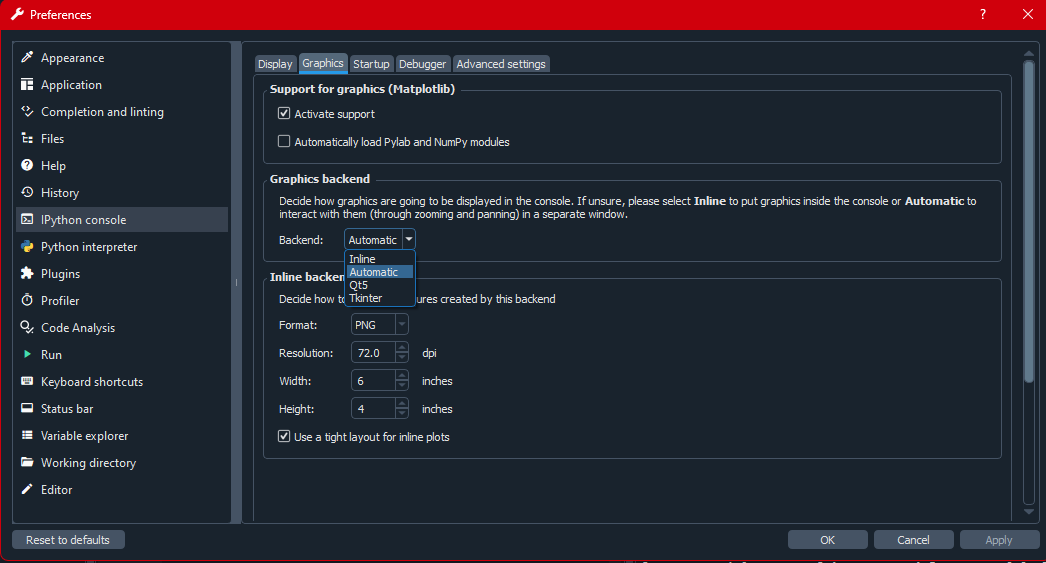 Preferences
?
Appearance
Application
Completion and linting
Files
Help
History
IPython console
Python interpreter
Plugins
Profiler
Code Analysis
Run
Keyboard shortcuts
Status bar
Variable explorer
Working directory
Editor
Display Graphics Startup Debugger Advanced settings
Support for graphics (Matplotlib)
Activate support
Automatically load Pylab and NumPy modules
Graphics backend
Decide how graphics are going to be displayed in the console. If unsure, please select Inline to put graphics inside the console or Automatic to
interact with them (through zooming and panning) in a separate window.
Backend: Automatic
Inline
Automatic
Qt5
Tkinter
Inline backen
Decide how to ures created by this backend
Format: PNG
Resolution: 72.0 dpi
Width: 6 inches
Height: 4 inches
Use a tight layout for inline plots
Reset to defaults OK Cancel Apply